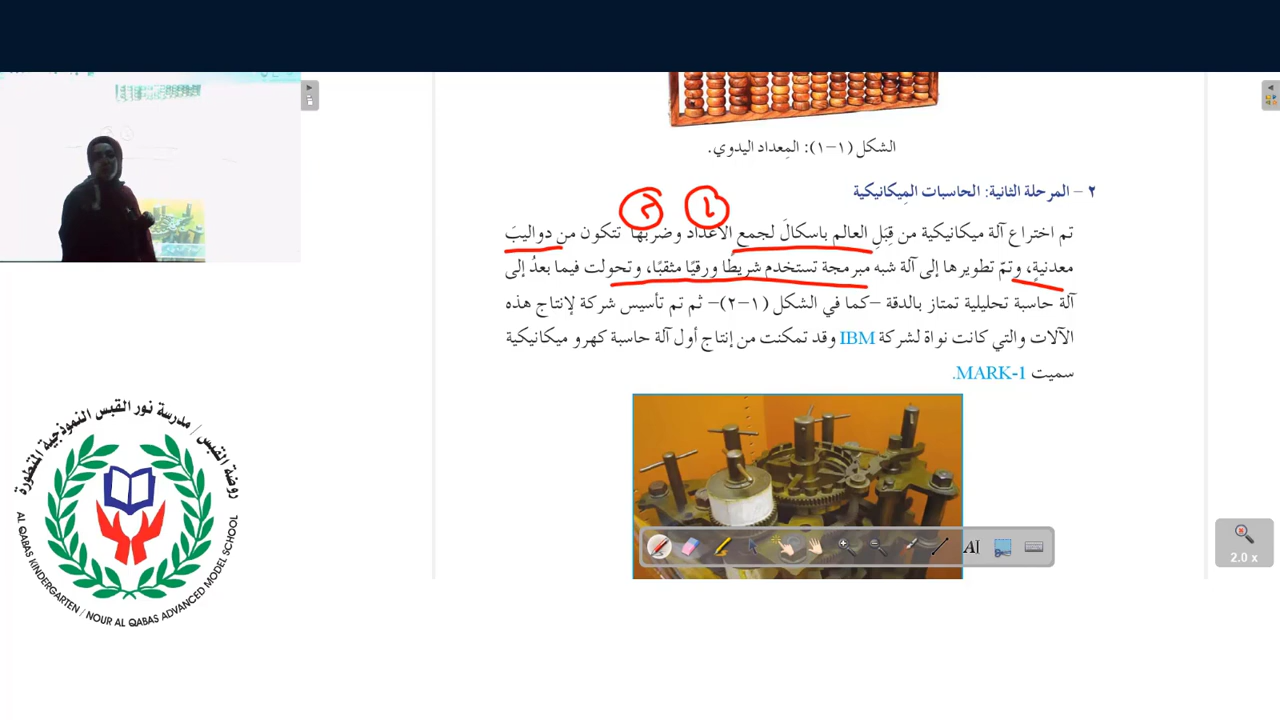 الشكل (١-١): المِعداد اليدوي.
٢ - المرحلة الثانية: الحاسبات المِيكانيكية
تم اختراع آلة ميكانيكية من قِبَلِ العالم باسكالَ لجمع الأعداد وضربها تتكون من دواليبَ
معدنيةٍ، وتمّ تطويرها إلى آلة شبه مبرمجة تستخدم شريطًا ورقيًا مثقبًا، وتحولت فيما بعدُ إلى
آلة حاسبة تحليلية تمتاز بالدقة -كما في الشكل (١-٢)- ثم تم تأسيس شركة لإنتاج هذه
الآلات والتي كانت نواة لشركة IBM وقد تمكنت من إنتاج أول آلة حاسبة كهرو ميكانيكية
سميت MARK-1.
روضة القبس / مدرسة نور القبس النموذجية المتطورة
AL QABAS KINDERGARTEN / NOUR AL QABAS ADVANCED MODEL SCHOOL
AI
2.0 x